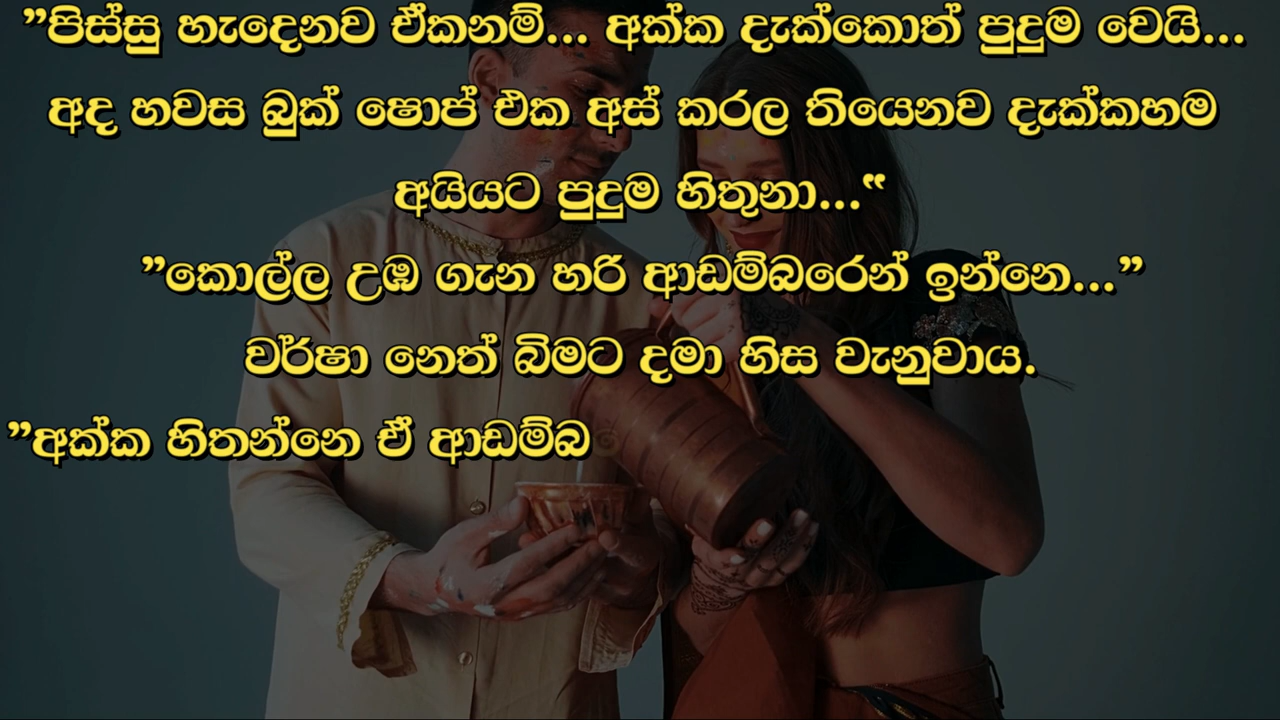 ”පිස්සු හැදෙනව ඒකනම්... අක්ක දැක්කොත් පුදුම වෙයි...
අද හවස බුක් ෂොප් එක අස් කරල තියෙනව දැක්කහම
අයියට පුදුම හිතුනා...“
”කොල්ල උඹ ගැන හරි ආඩම්බරෙන් ඉන්නෙ...”
වර්ෂා නෙත් බිමට දමා හිස වැනුවාය.
”අක්ක හිතන්නෙ ඒ ආඩම්බ